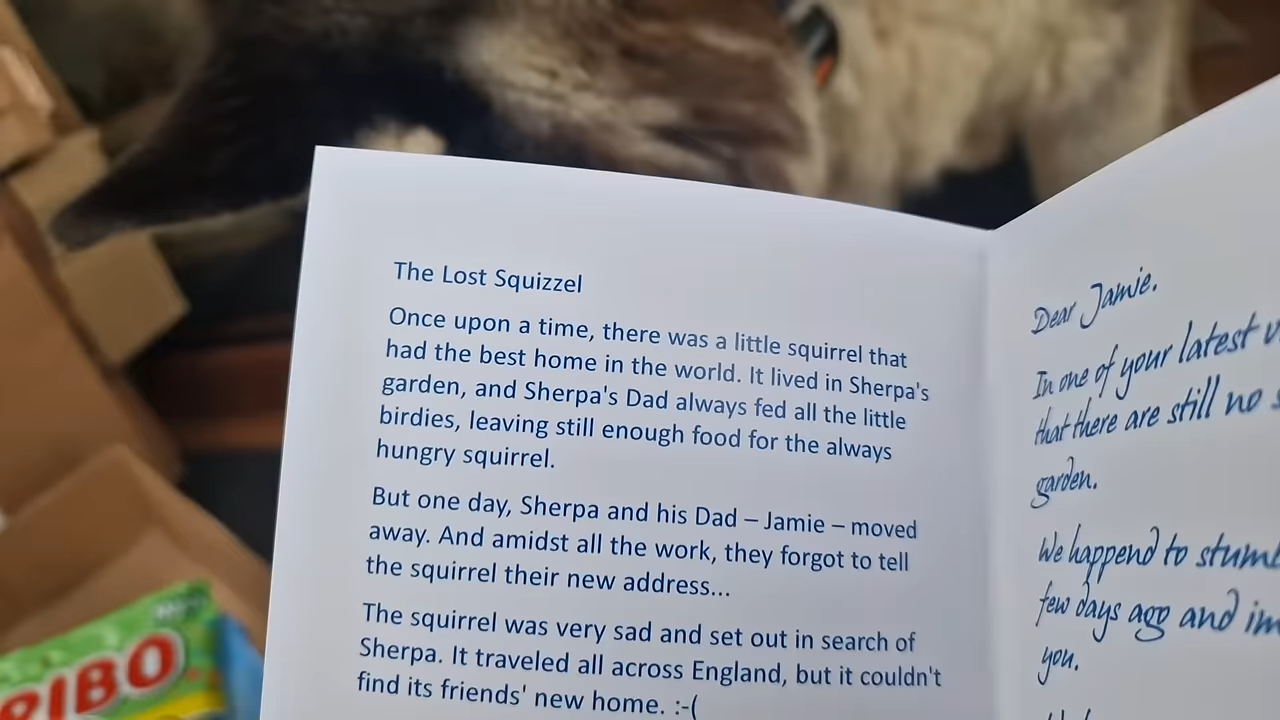 The Lost Squizzel
Once upon a time, there was a little squirrel that
had the best home in the world. It lived in Sherpa's
garden, and Sherpa's Dad always fed all the little
birdies, leaving still enough food for the always
hungry squirrel.
But one day, Sherpa and his Dad – Jamie – moved
away. And amidst all the work, they forgot to tell
the squirrel their new address...
The squirrel was very sad and set out in search of
Sherpa. It traveled all across England, but it couldn't
find its friends' new home. :-(
Dear Jamie.
In one of your latest
that there are still no
garden.
We happend to
few days ago and
you.
RIBO